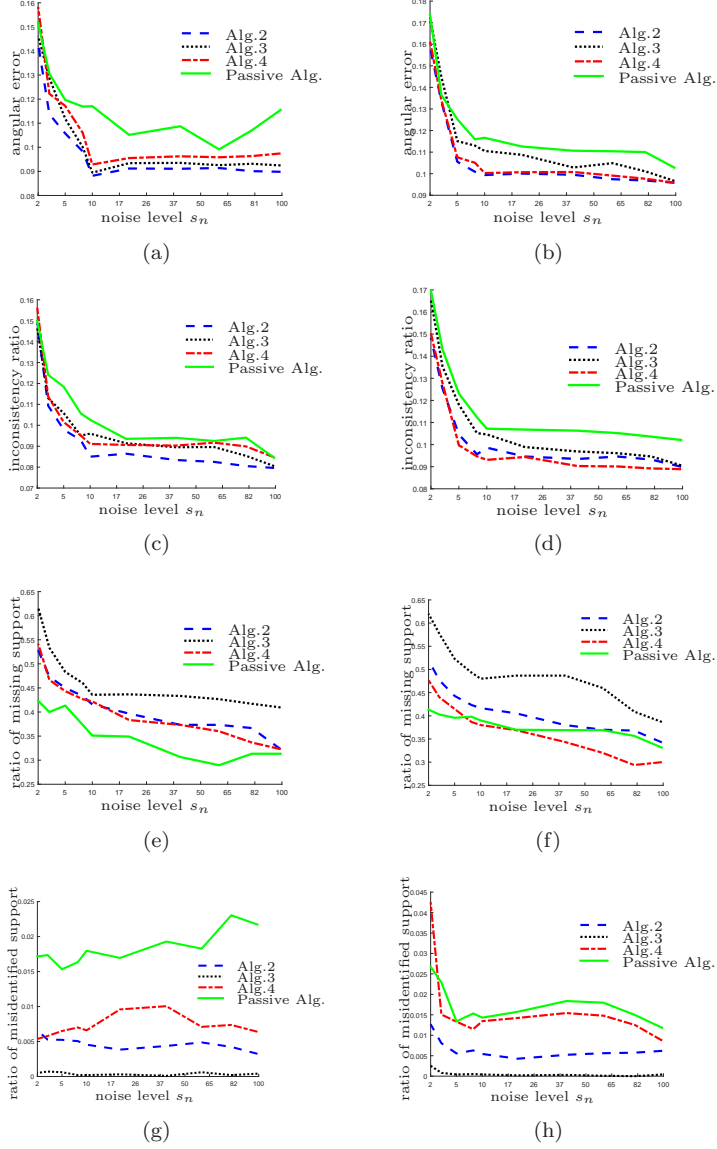 angular error
0.16
0.15
0.14
0.13
0.12
0.11
0.1
0.09
0.08
2 5 10 17 26 37 50 65 81 100
noise level sn
Alg.2
Alg.3
Alg.4
Passive Alg.
(a)
angular error
0.18
0.17
0.16
0.15
0.14
0.13
0.12
0.11
0.1
0.09
2 5 10 17 26 37 50 65 81 100
noise level sn
Alg.2
Alg.3
Alg.4
Passive Alg.
(b)
inconsistency ratio
0.16
0.15
0.14
0.13
0.12
0.11
0.1
0.09
0.08
0.07
2 5 10 17 26 37 50 65 82 100
noise level sn
Alg.2
Alg.3
Alg.4
Passive Alg.
(c)
inconsistency ratio
0.17
0.16
0.15
0.14
0.13
0.12
0.11
0.1
0.09
0.08
2 5 10 17 26 37 50 65 82 100
noise level sn
Alg.2
Alg.3
Alg.4
Passive Alg.
(d)
ratio of missing support
0.65
0.6
0.55
0.5
0.45
0.4
0.35
0.3
0.25
2 5 10 17 26 37 50 65 82 100
noise level sn
Alg.2
Alg.3
Alg.4
Passive Alg.
(e)
ratio of missing support
0.65
0.6
0.55
0.5
0.45
0.4
0.35
0.3
0.25
2 5 10 17 26 37 50 65 82 100
noise level sn
Alg.2
Alg.3
Alg.4
Passive Alg.
(f)
ratio of misidentified support
0.025
0.02
0.015
0.01
0.005
0
2 5 10 17 26 37 50 65 82 100
noise level sn
Alg.2
Alg.3
Alg.4
Passive Alg.
(g)
ratio of misidentified support
0.045
0.04
0.035
0.03
0.025
0.02
0.015
0.01
0.005
0
2 5 10 17 26 37 50 65 82 100
noise level sn
Alg.2
Alg.3
Alg.4
Passive Alg.
(h)